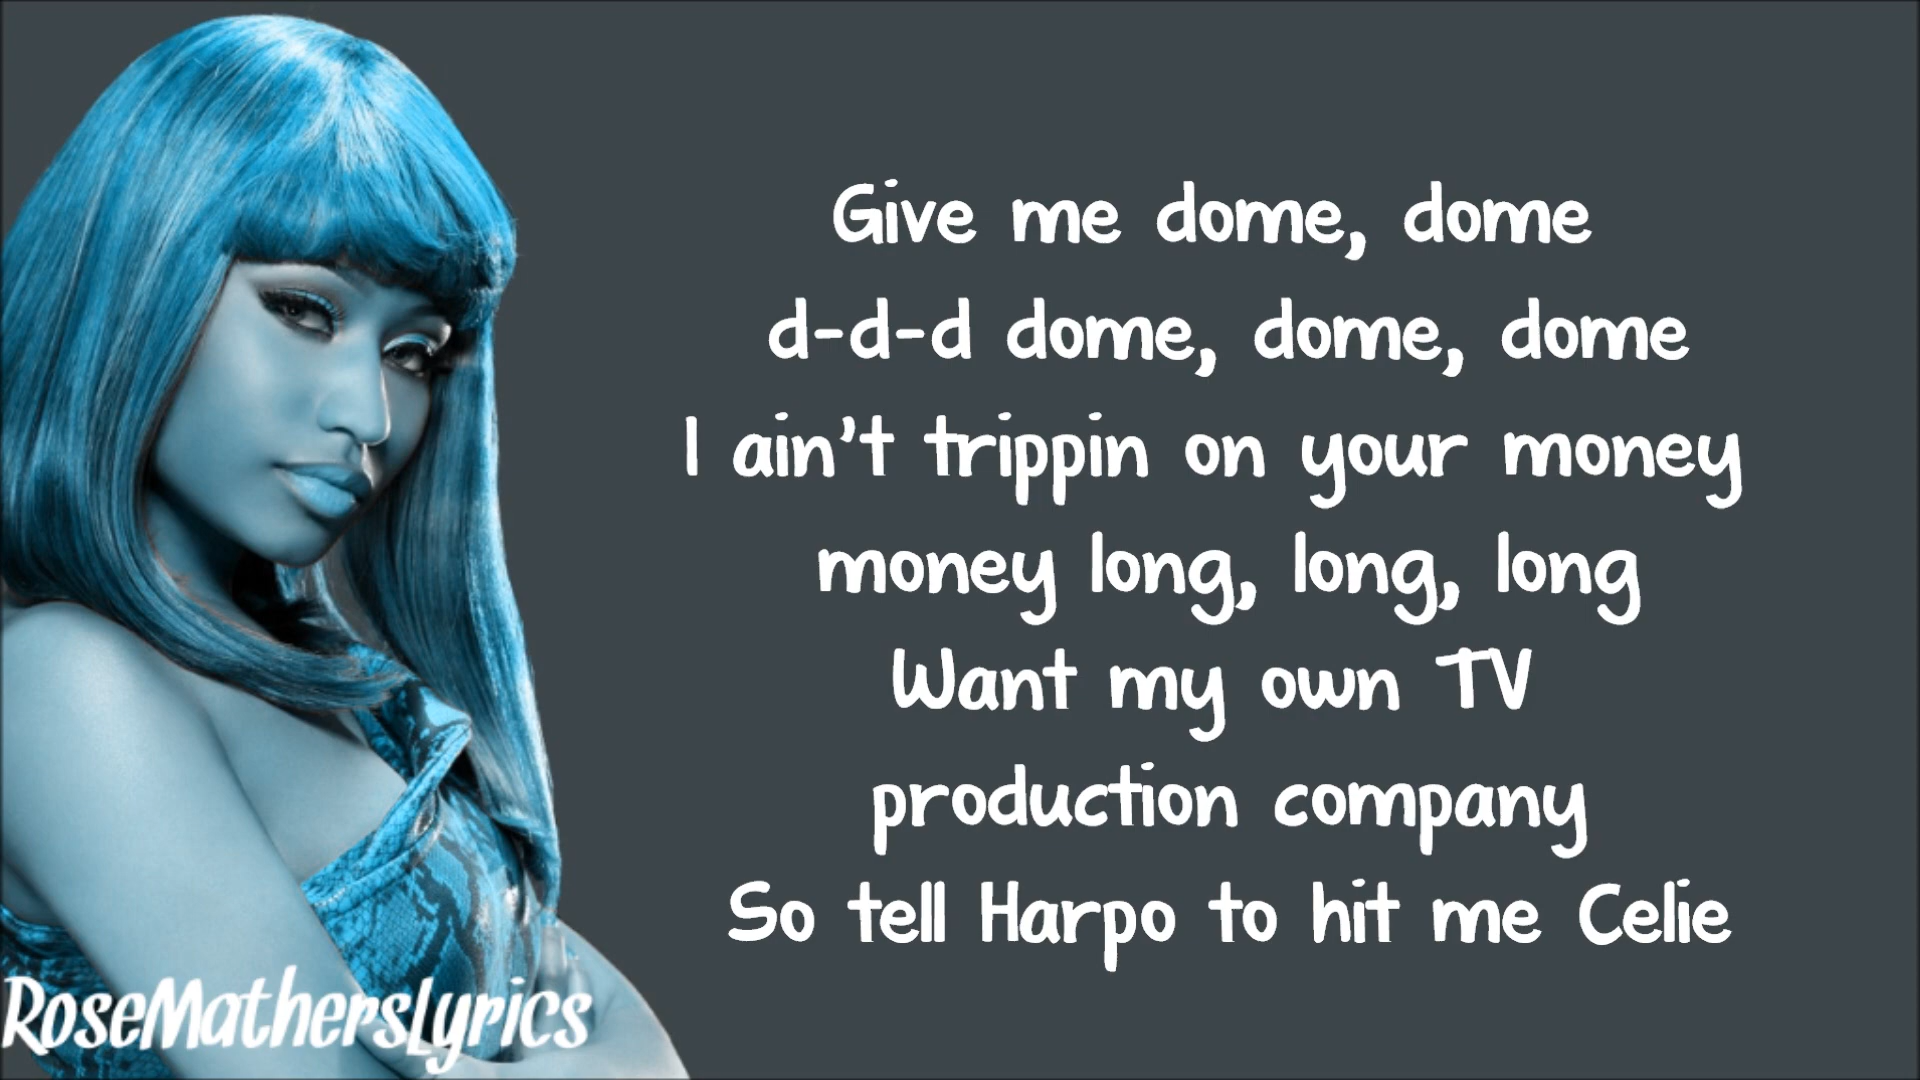 Give me dome, dome
d-d-d dome, dome, dome
I ain't trippin on your money
money long, long, long
Want my own TV
production company
So tell Harpo to hit me Celie
RoseMathersLyrics